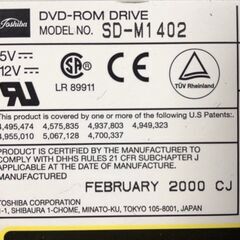 Toshiba
DVD-ROM DRIVE
MODEL NO. SD-M1402
5V
12V
SA
LR 89911
TÜV Rheinland
product is covered by one or more of the following U.S Patents:
4,495,474 4,575,835 4,937,803 4,949,323
4,955,010 5,067,128 4,700,337
PRODUCT IS CERTIFIED BY THE MANUFACTURER TO
COMPLY WITH DHHS RULES 21 CFR SUBCHAPTER J
APPLICABLE AT DATE OF MANUFACTURE.
MANUFACTURED FEBRUARY 2000 CJ
TOSHIBA CORPORATION
1-1, SHIBAURA 1-CHOME, MINATO-KU, TOKYO 105-8001, JAPAN